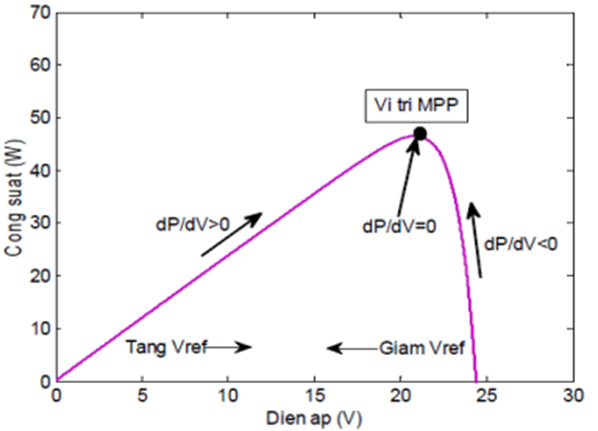 70
60
50
40
30
20
10
0
Cong suat (W)
Vi tri MPP
dP/dV>0
dP/dV=0
dP/dV<0
Tang Vref
Giam Vref
0 5 10 15 20 25 30
Dien ap (V)